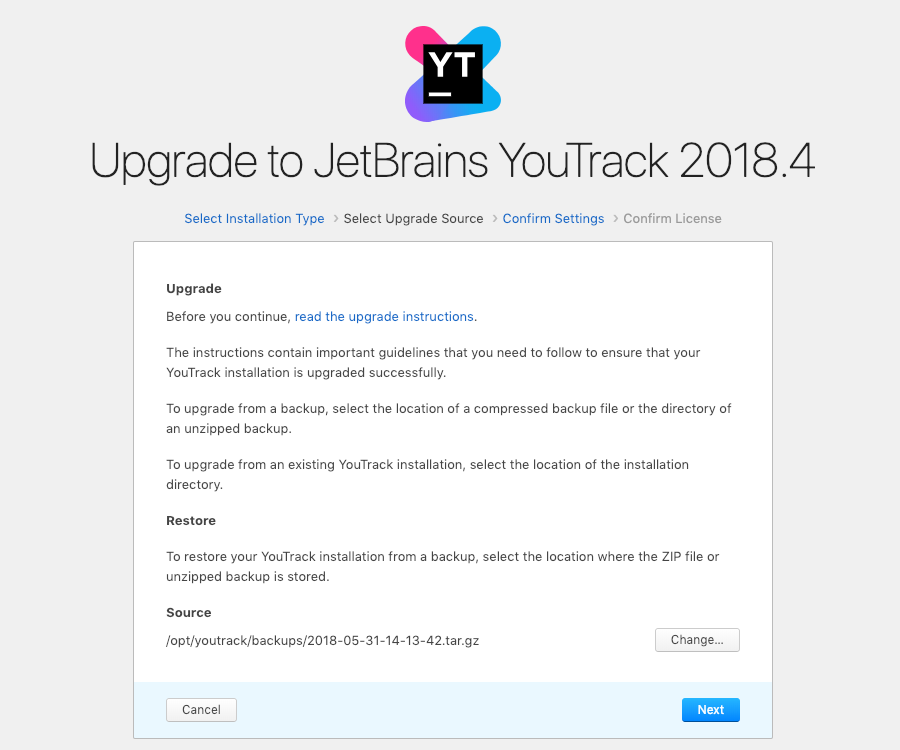 YT
Upgrade to JetBrains YouTrack 2018.4
Select Installation Type > Select Upgrade Source > Confirm Settings > Confirm License
Upgrade
Before you continue, read the upgrade instructions.
The instructions contain important guidelines that you need to follow to ensure that your
YouTrack installation is upgraded successfully.
To upgrade from a backup, select the location of a compressed backup file or the directory of
an unzipped backup.
To upgrade from an existing YouTrack installation, select the location of the installation
directory.
Restore
To restore your YouTrack installation from a backup, select the location where the ZIP file or
unzipped backup is stored.
Source
/opt/youtrack/backups/2018-05-31-14-13-42.tar.gz Change...
Cancel Next